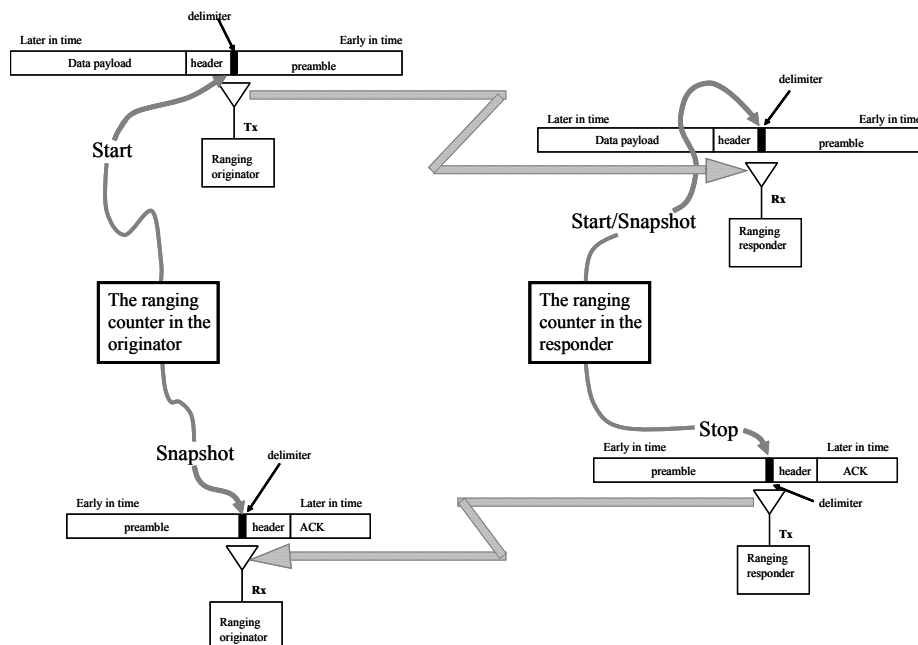 delimiter
Later in time
Early in time
Data payload
header
preamble
Tx
Ranging
originator
Start
delimiter
Later in time
Early in time
Data payload
header
preamble
Rx
Ranging
responder
Start/Snapshot
The ranging
counter in the
originator
The ranging
counter in the
responder
Stop
Early in time
Later in time
preamble
header
ACK
delimiter
Tx
Ranging
responder
Snapshot
delimiter
Early in time
Later in time
preamble
header
ACK
Rx
Ranging
originator